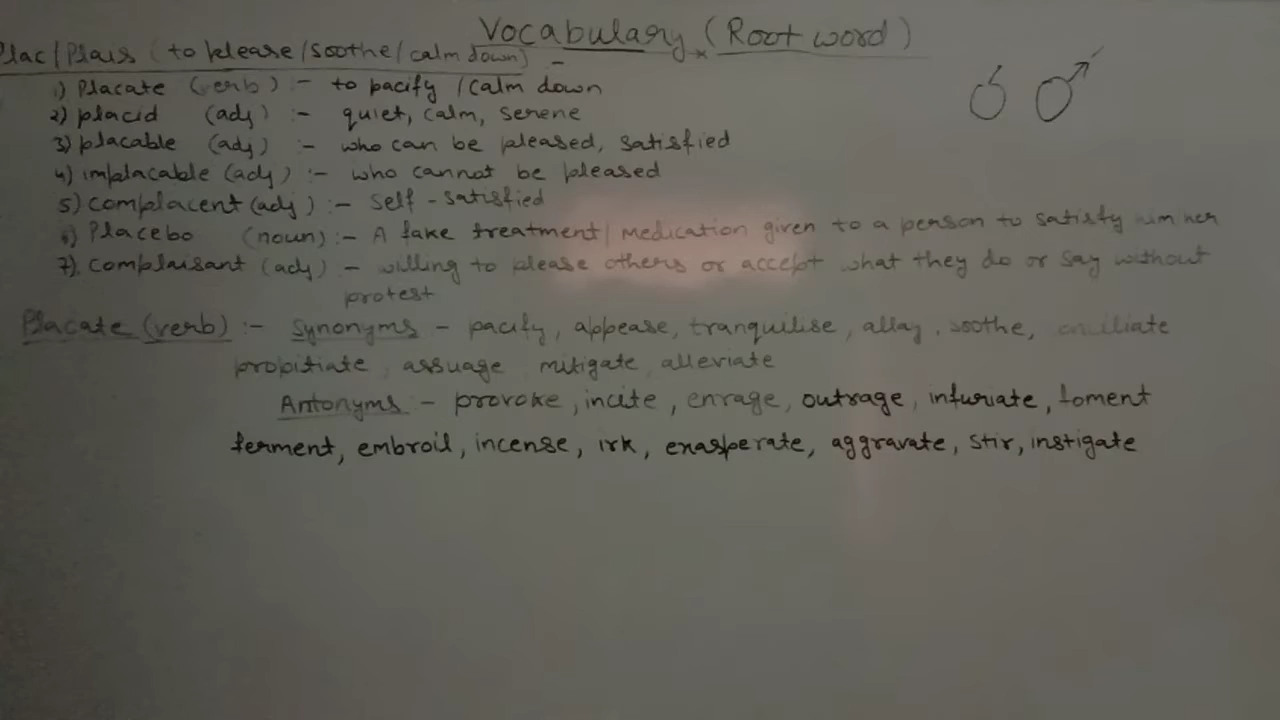 Vocabulary (Root word)
Plac/Plais (to please/soothe/calm down) -
1) Placate (verb) :- to pacify /calm down
2) placid (adj) :- quiet, calm, serene
3) placable (adj) :- who can be pleased, satisfied
4) implacable (adj) :- who cannot be pleased
5) complacent (adj) :- self-satisfied
6) Placebo (noun) :- A fake treatment/medication given to a person to satisfy him her
7) complaisant (adj) - willing to please others or accept what they do or say without
protest
Placate (verb) :- Synonyms - pacify, appease, tranquilise, allay, soothe, conciliate
propitiate, assuage mitigate, alleviate
Antonyms - provoke, incite, enrage, outrage, infuriate, foment
ferment, embroil, incense, irk, exasperate, aggravate, stir, instigate